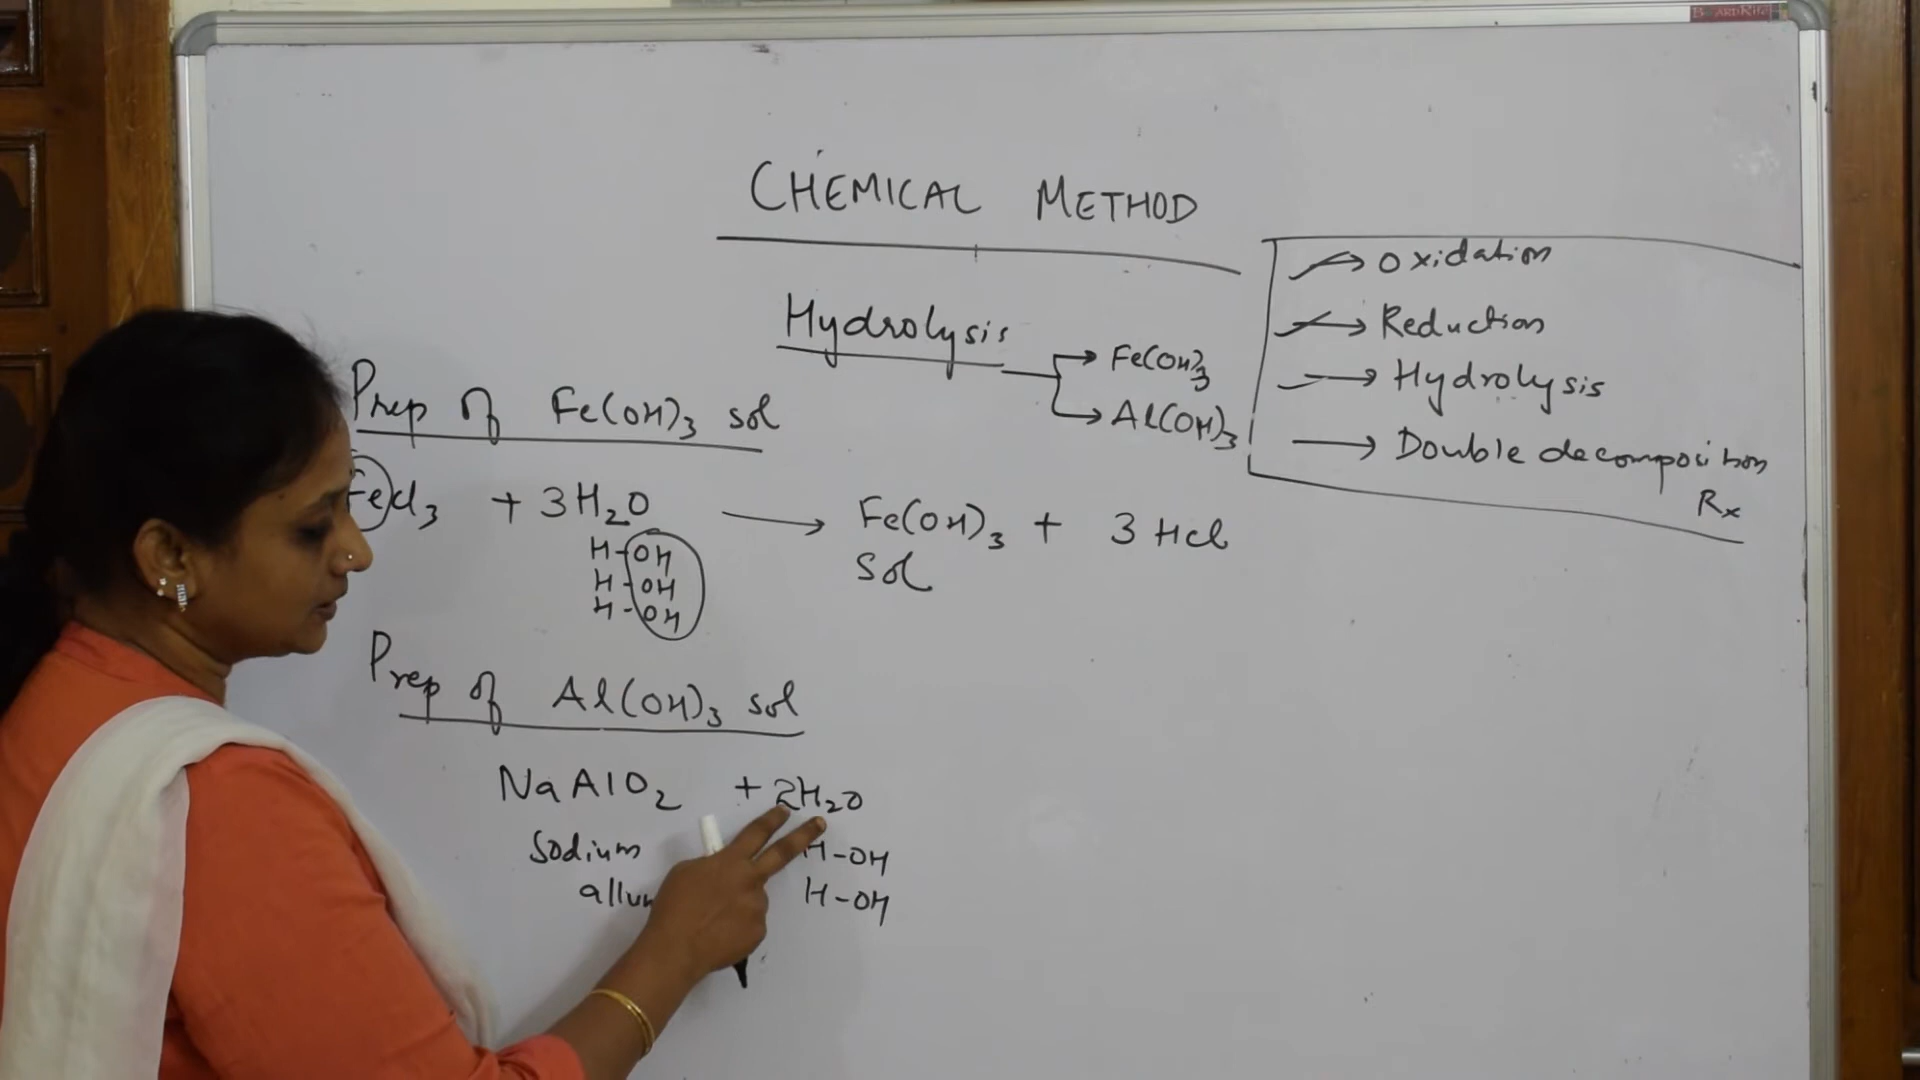 CHEMICAL METHOD
Hydrolysis → Fe(OH)3
→ Al(OH)3
→ Oxidation
→ Reduction
→ Hydrolysis
→ Double decomposition
Rx
Prep of Fe(OH)3 sol
FeCl3 + 3H2O → Fe(OH)3 + 3HCl
sol
H-OH
H-OH
H-OH
Prep of Al(OH)3 sol
NaAlO2 + 2H2O
Sodium H-OH
H-OH